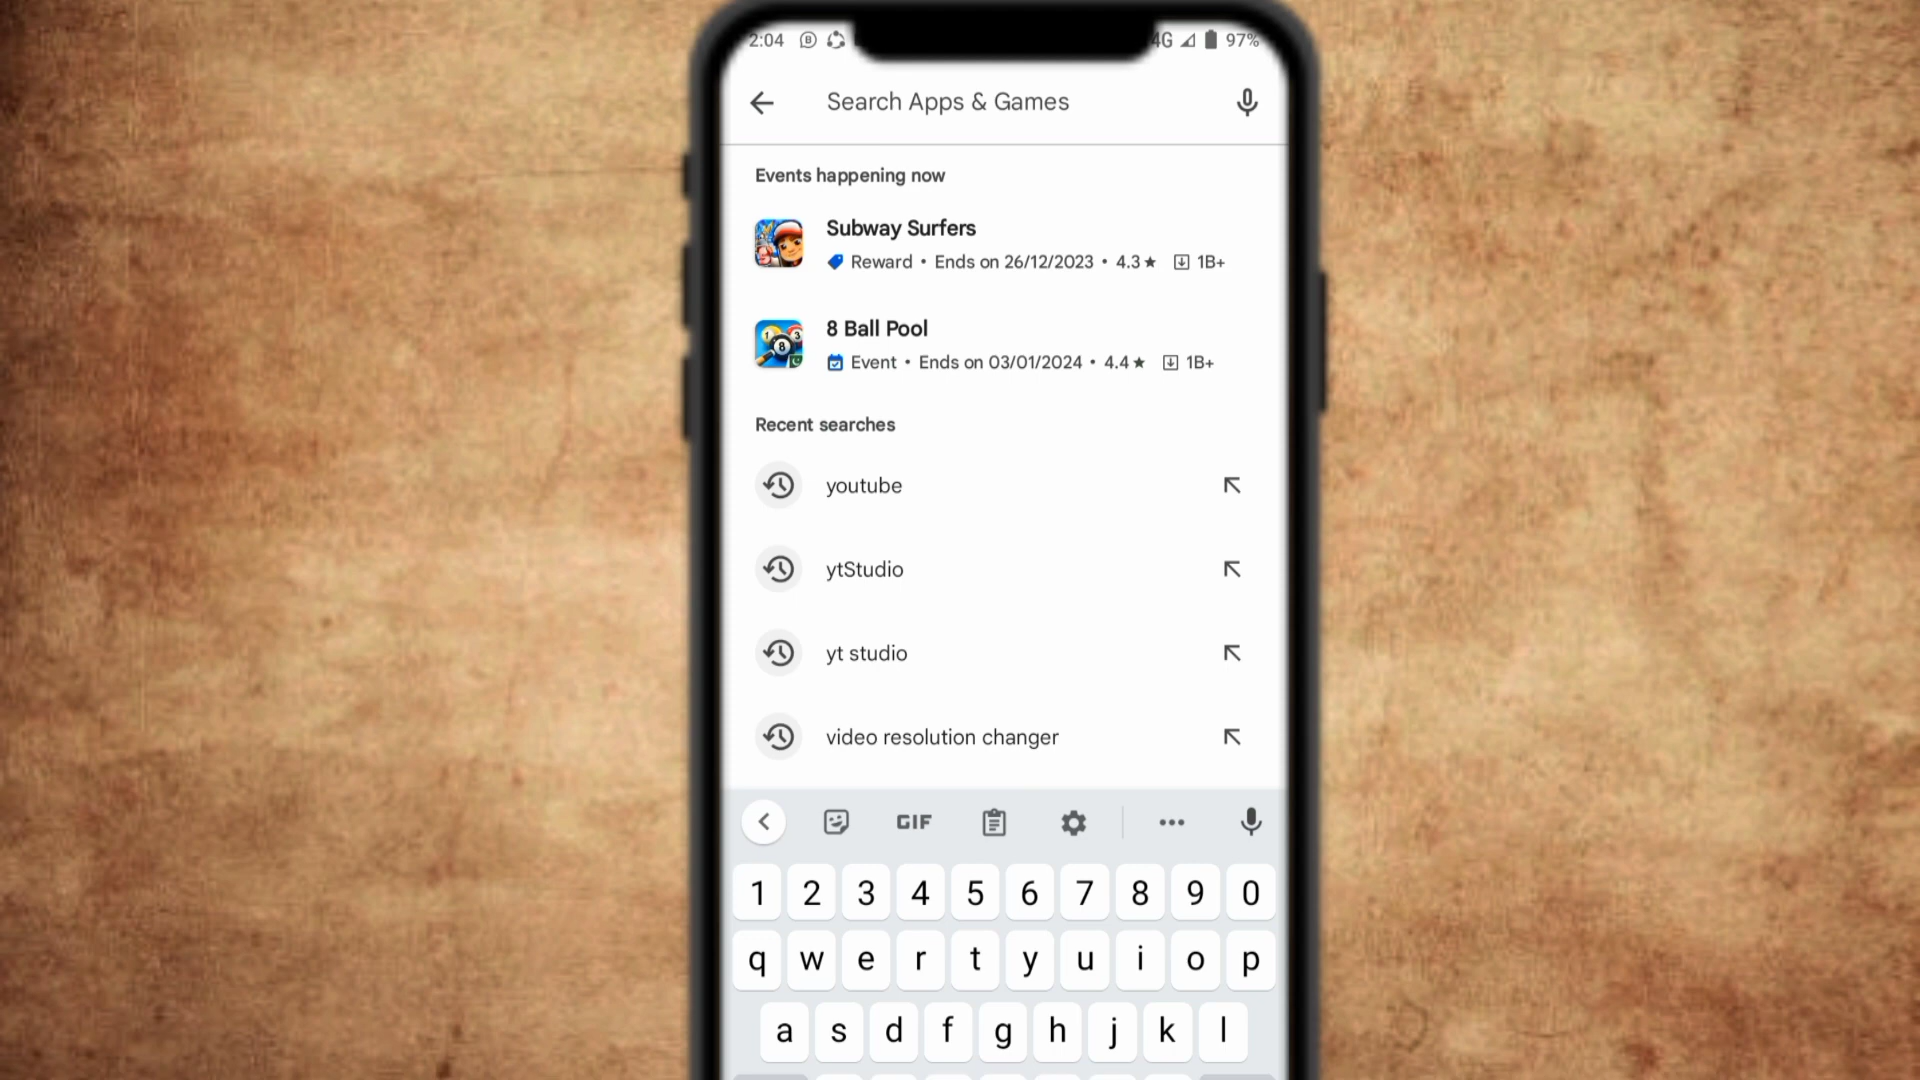 2:04 4G 97%
Search Apps & Games
Events happening now
Subway Surfers
Reward • Ends on 26/12/2023 • 4.3★ 1B+
8 Ball Pool
Event • Ends on 03/01/2024 • 4.4★ 1B+
Recent searches
youtube
ytStudio
yt studio
video resolution changer
GIF
1 2 3 4 5 6 7 8 9 0
q w e r t y u i o p
a s d f g h j k l